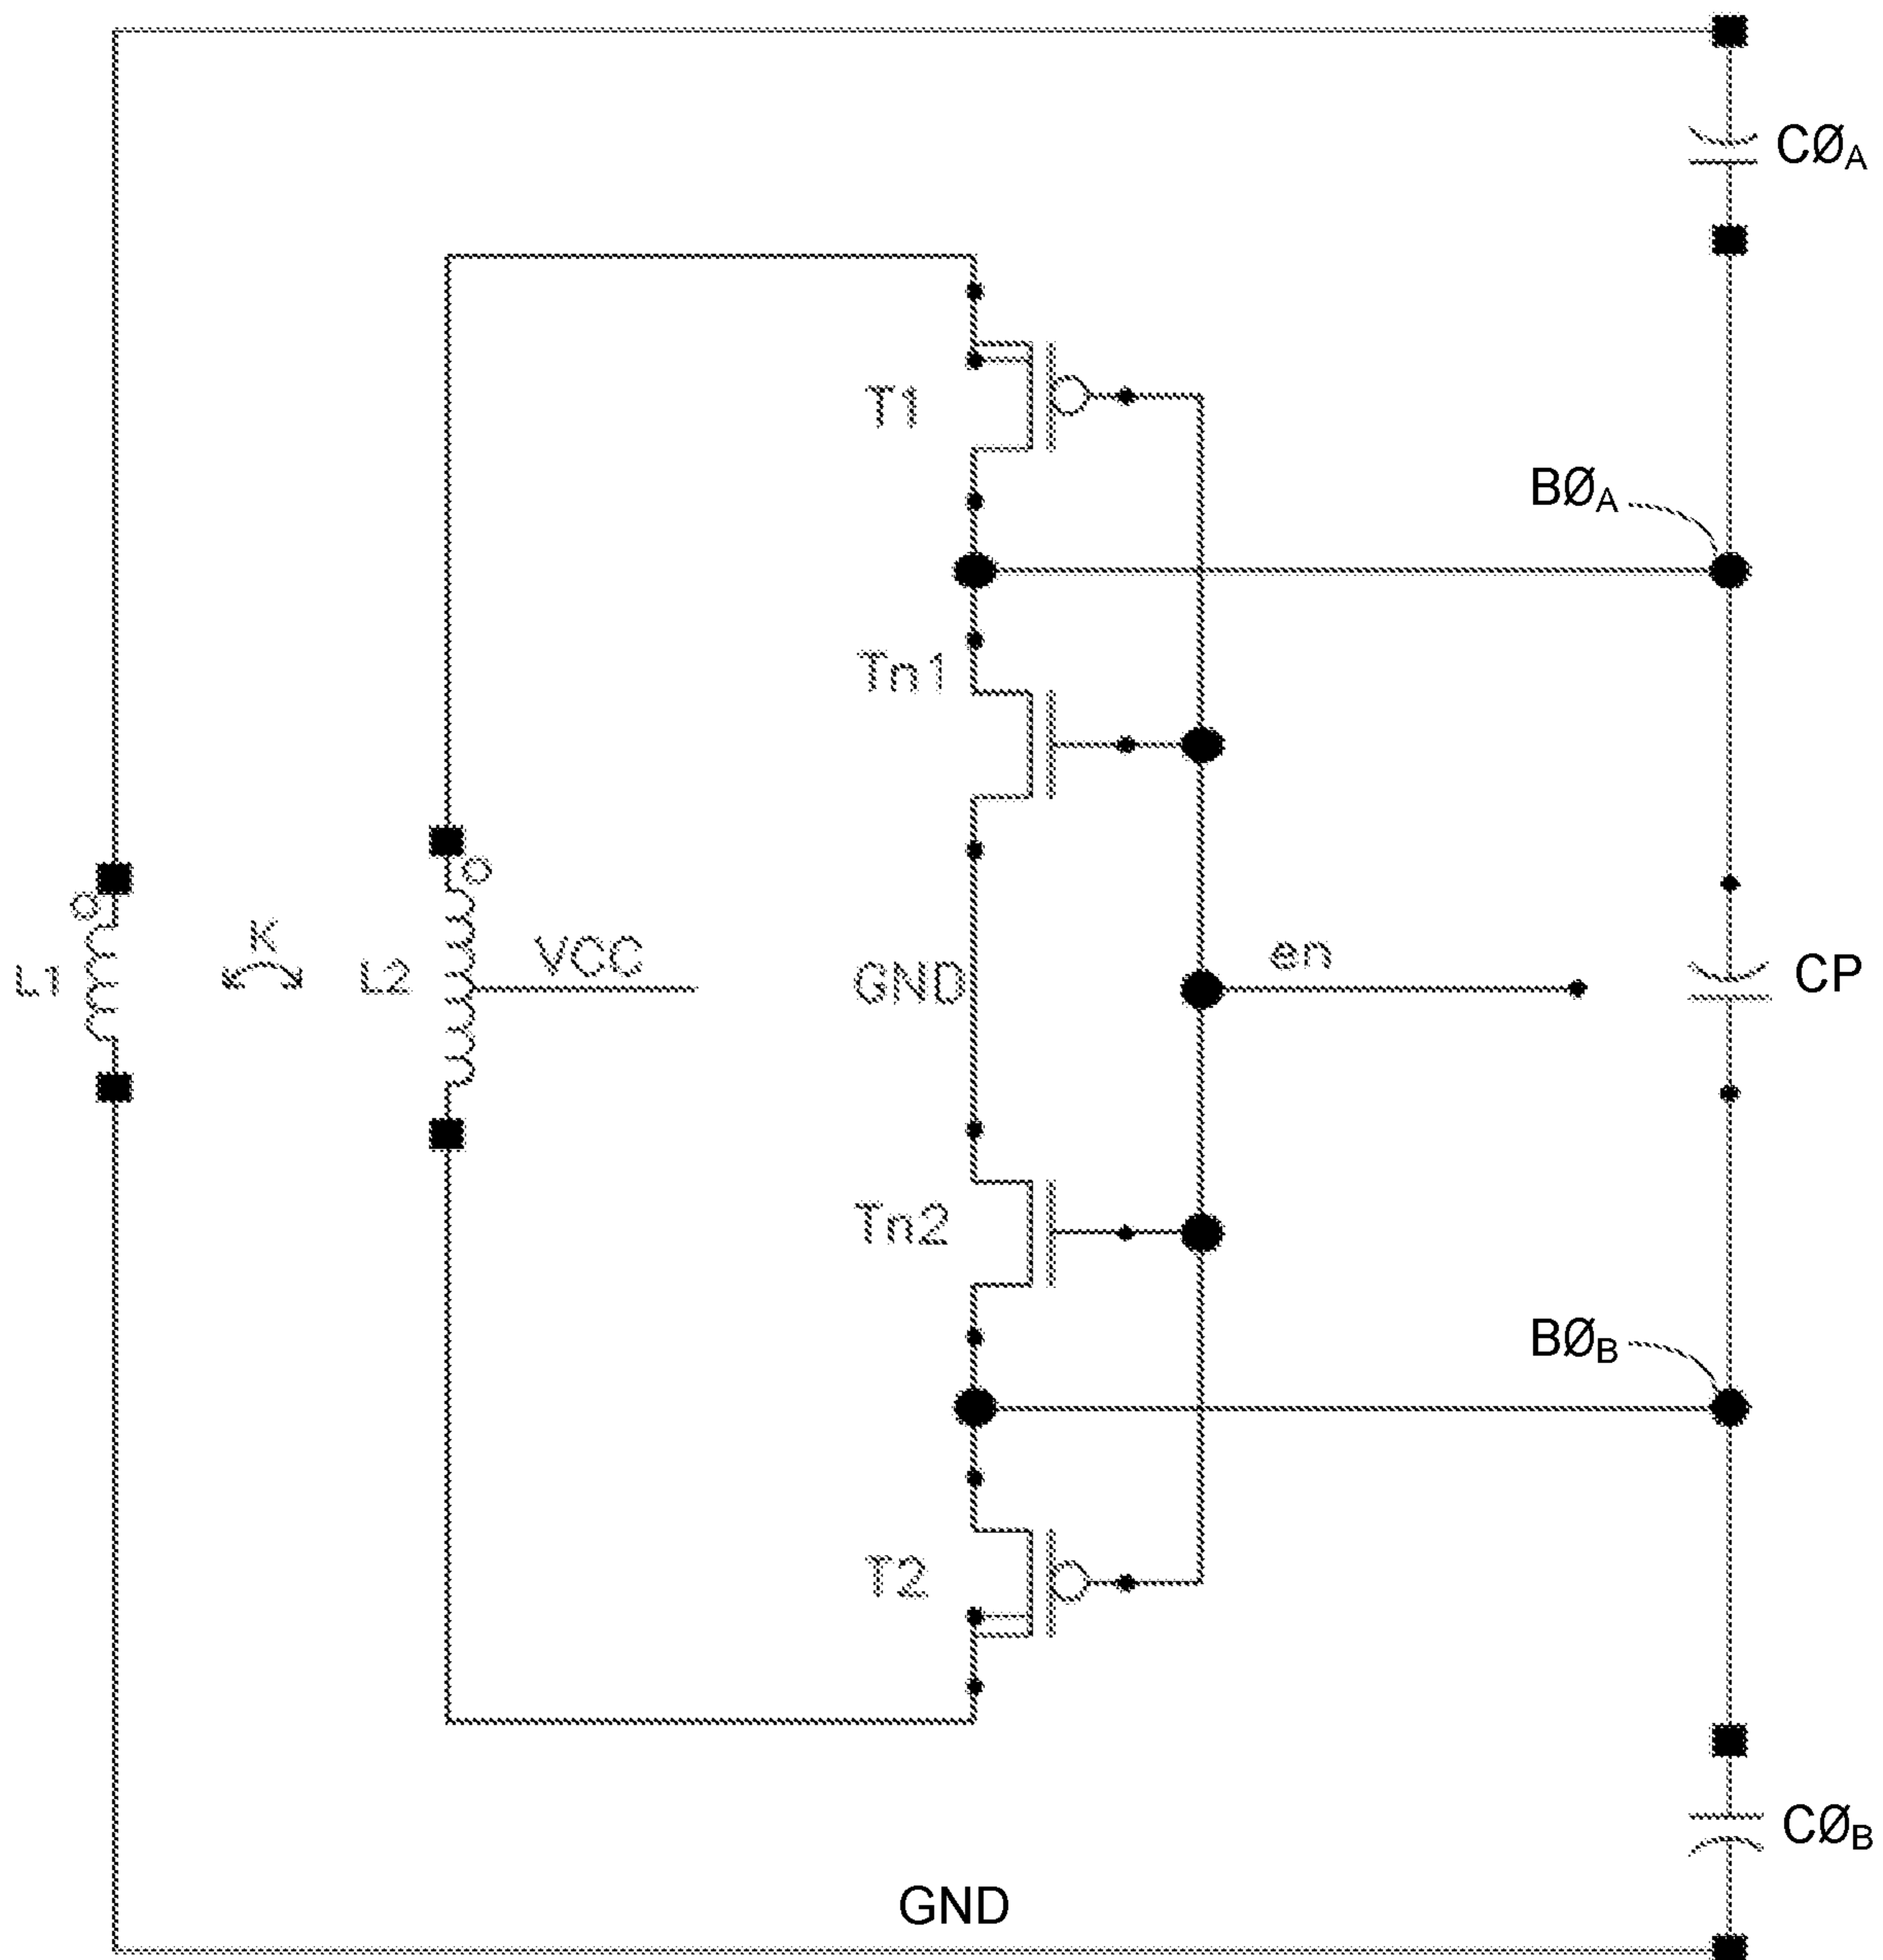 CØA
T1
BØA
Tn1
K
L1
L2
VCC
GND
en
CP
Tn2
BØB
T2
CØB
GND